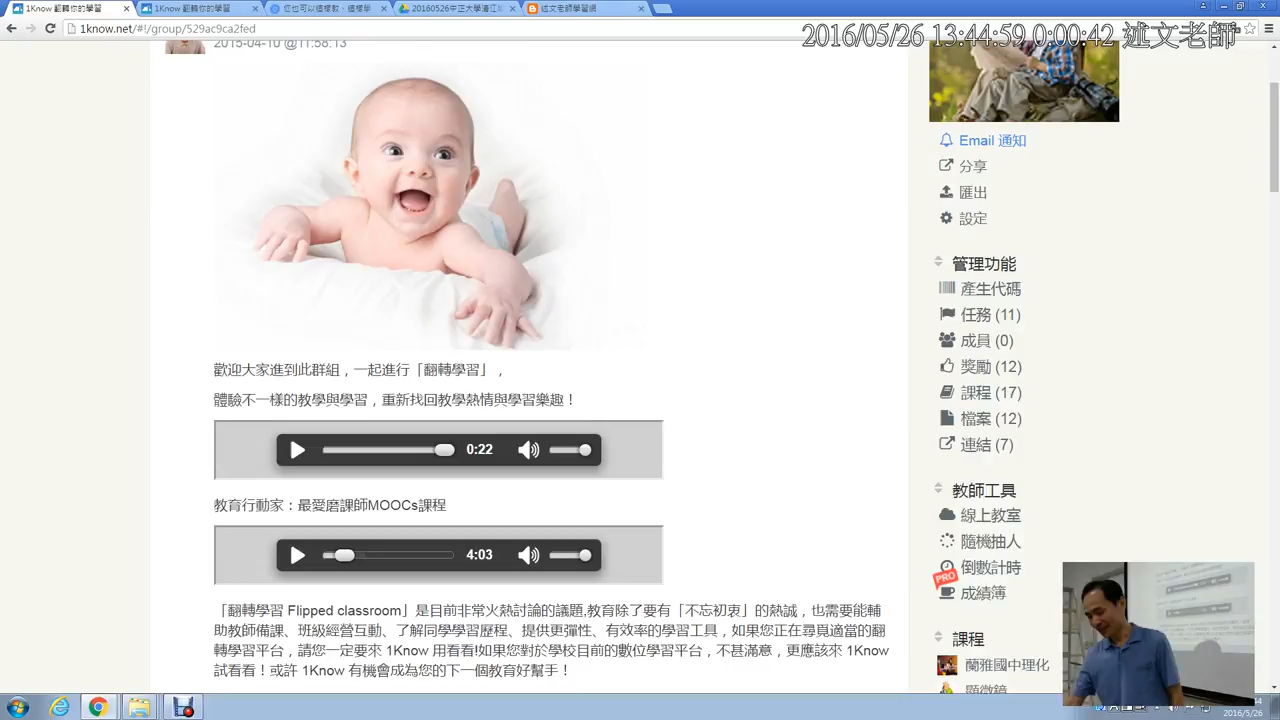 1Know 翻轉你的學習
1Know 翻轉你的學習
您也可以這樣教、這樣學
20160526中正大學清江
述文老師學習網
1know.net/#!/group/529ac9ca2fed
2016/05/26 13:44:59 0:00:42 述文老師
2015-04-10 @11:58:13
Email 通知
分享
匯出
設定
管理功能
產生代碼
任務 (11)
成員 (0)
獎勵 (12)
課程 (17)
檔案 (12)
連結 (7)
歡迎大家進到此群組，一起進行「翻轉學習」，
體驗不一樣的教學與學習，重新找回教學熱情與學習樂趣！
0:22
教育行動家：最愛磨課師MOOCs課程
4:03
「翻轉學習 Flipped classroom」是目前非常火熱討論的議題,教育除了要有「不忘初衷」的熱誠，也需要能輔
助教師備課、班級經營互動、了解同學學習歷程、提供更彈性、有效率的學習工具，如果您正在尋覓適當的翻
轉學習平台，請您一定要來 1Know 用看看!如果您對於學校目前的數位學習平台，不甚滿意，更應該來 1Know
試看看！或許 1Know 有機會成為您的下一個教育好幫手！
教師工具
線上教室
隨機抽人
倒數計時
PRO
成績簿
課程
蘭雅國中理化
顯微鏡
2016/5/26